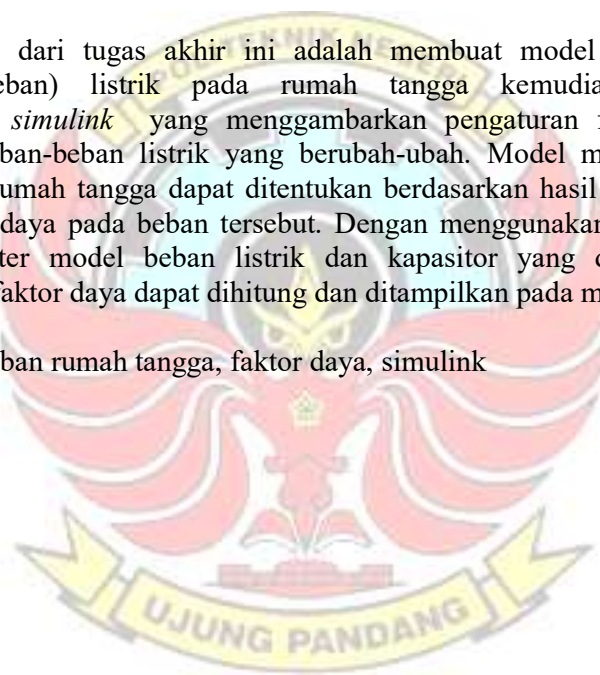 dari tugas akhir ini adalah membuat model
eban) listrik pada rumah tangga kemudia
simulink yang menggambarkan pengaturan f
ban-beban listrik yang berubah-ubah. Model m
rumah tangga dapat ditentukan berdasarkan hasil
daya pada beban tersebut. Dengan menggunakan
ter model beban listrik dan kapasitor yang d
faktor daya dapat dihitung dan ditampilkan pada m
ban rumah tangga, faktor daya, simulink
UJUNG PANDANG